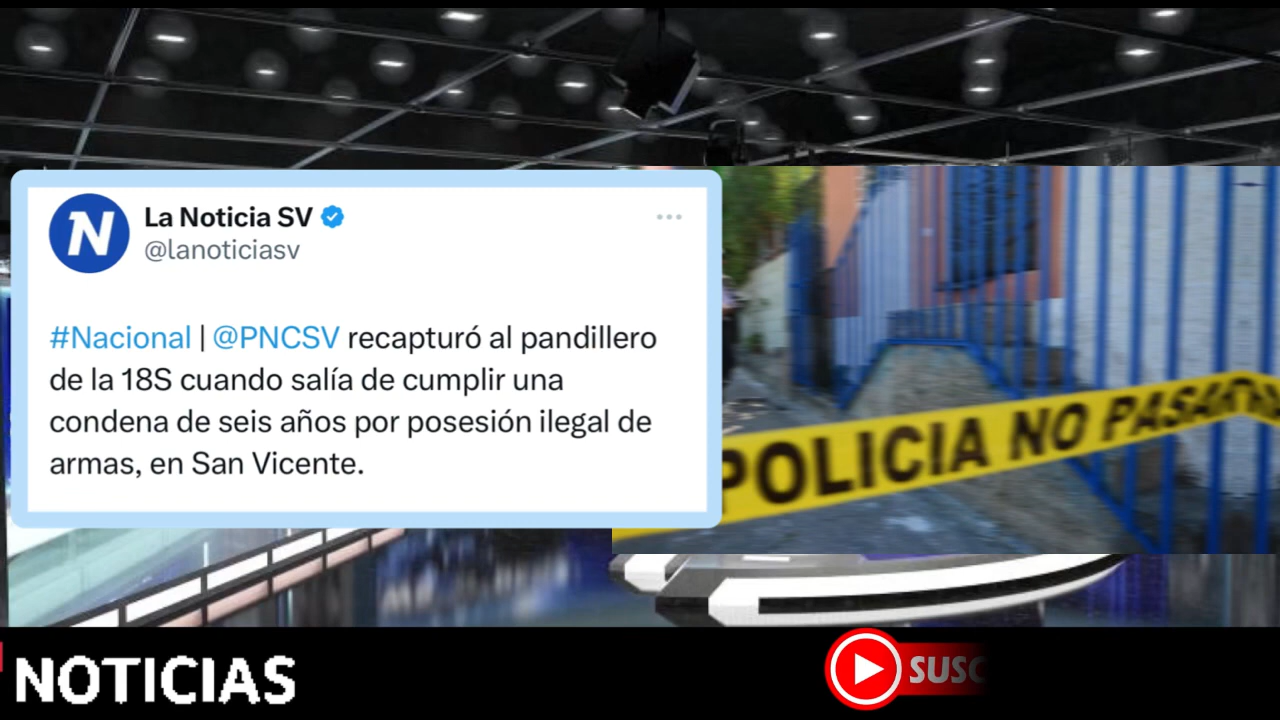 La Noticia SV
@lanoticiasv
#Nacional | @PNCSV recapturó al pandillero
de la 18S cuando salía de cumplir una
condena de seis años por posesión ilegal de
armas, en San Vicente.
POLICIA NO PASAR
NOTICIAS
SUSC